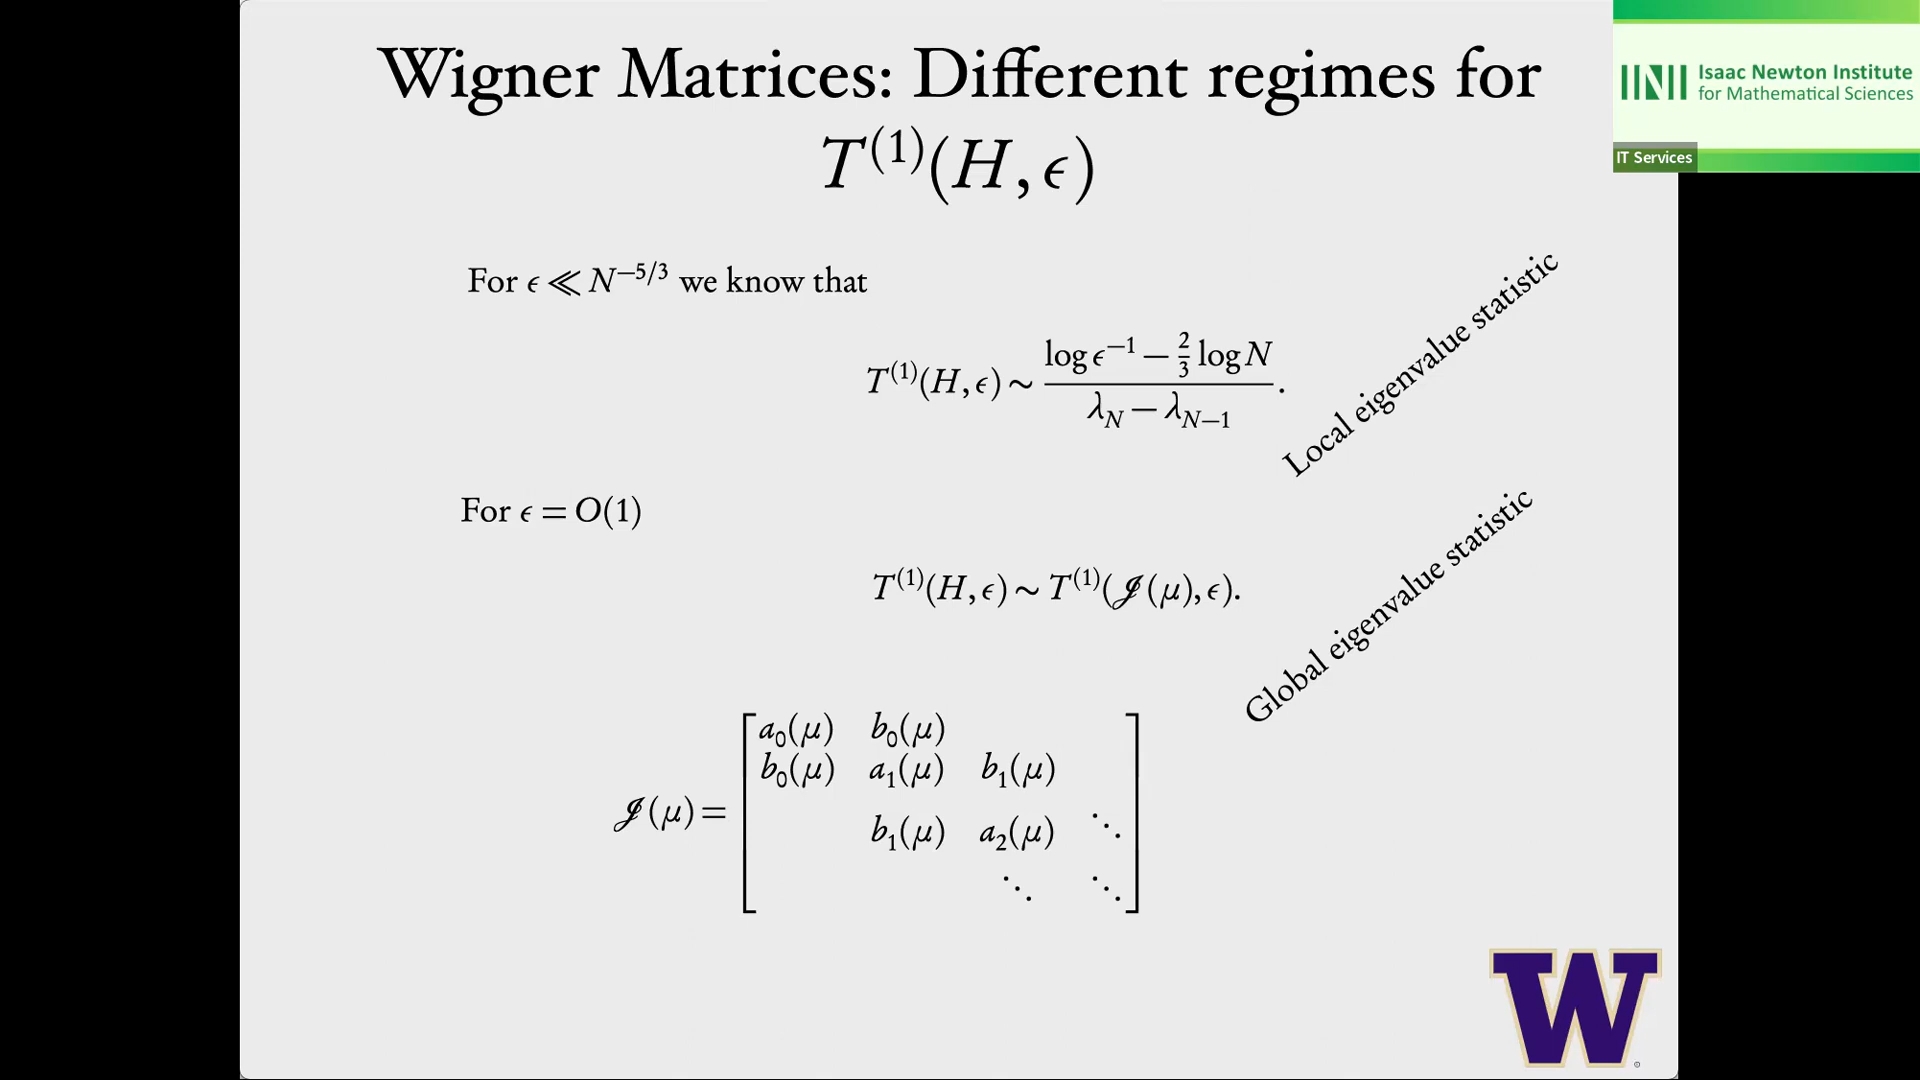 Wigner Matrices: Different regimes for
T^{(1)}(H, ϵ)
Isaac Newton Institute
for Mathematical Sciences
IT Services
For ϵ ≪ N^{−5/3} we know that
T^{(1)}(H, ϵ) ∼ \frac{log ϵ^{−1} − \frac{2}{3} log N}{λ_N − λ_{N−1}}.
Local eigenvalue statistic
For ϵ = O(1)
T^{(1)}(H, ϵ) ∼ T^{(1)}(𝒥(μ), ϵ).
Global eigenvalue statistic
𝒥(μ) =
a_0(μ) b_0(μ)
b_0(μ) a_1(μ) b_1(μ)
b_1(μ) a_2(μ) ⋱
⋱ ⋱
W